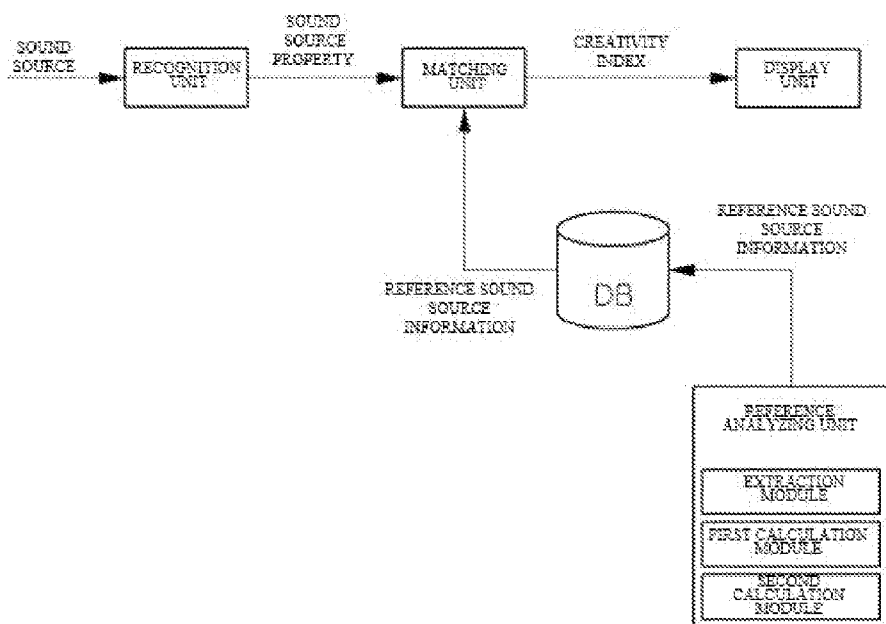 SOUND
SOURCE
RECOGNITION
UNIT
SOUND
SOURCE
PROPERTY
MATCHING
UNIT
CREATIVITY
INDEX
DISPLAY
UNIT
REFERENCE SOUND
SOURCE
INFORMATION
DB
REFERENCE SOUND
SOURCE
INFORMATION
REFERENCE
ANALYZING UNIT
EXTRACTION
MODULE
FIRST CALCULATION
MODULE
SECOND
CALCULATION
MODULE